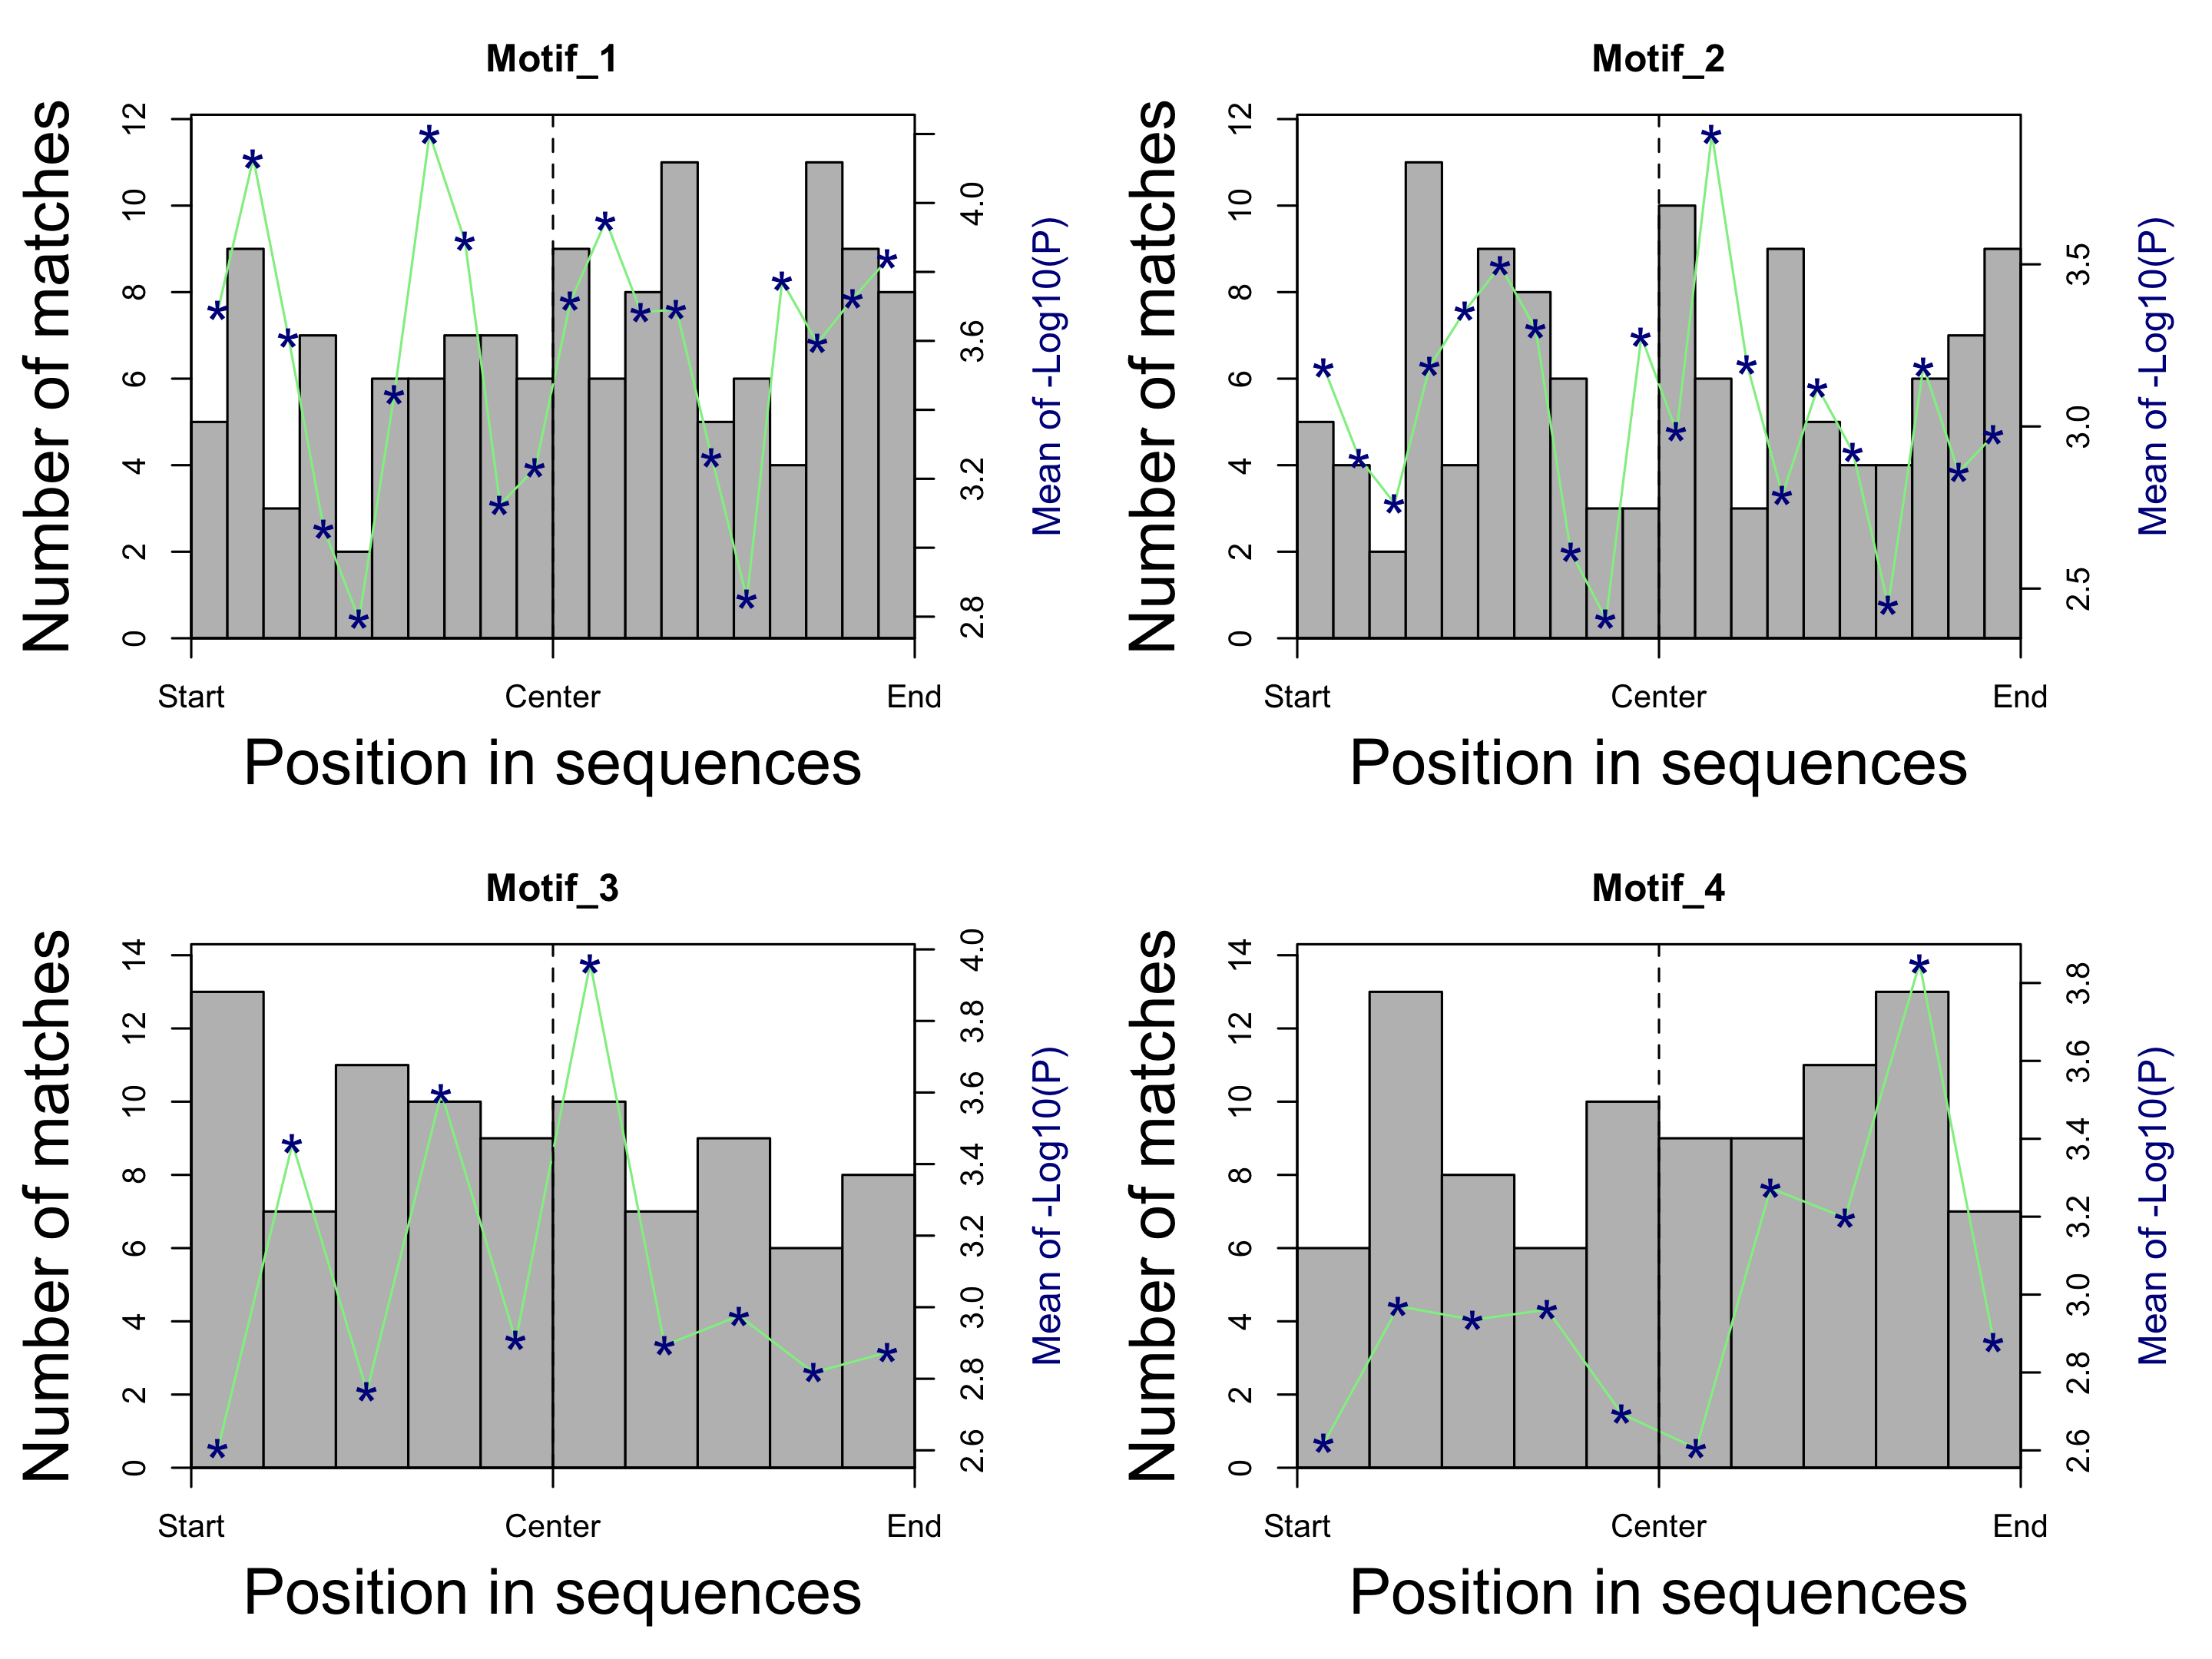 Motif_1
Number of matches
0 2 4 6 8 10 12
2.8 3.2 3.6 4.0
Mean of -Log10(P)
Start Center End
Position in sequences
Motif_2
Number of matches
0 2 4 6 8 10 12
2.5 3.0 3.5
Mean of -Log10(P)
Start Center End
Position in sequences
Motif_3
Number of matches
0 2 4 6 8 10 12 14
2.6 2.8 3.0 3.2 3.4 3.6 3.8 4.0
Mean of -Log10(P)
Start Center End
Position in sequences
Motif_4
Number of matches
0 2 4 6 8 10 12 14
2.6 2.8 3.0 3.2 3.4 3.6 3.8
Mean of -Log10(P)
Start Center End
Position in sequences